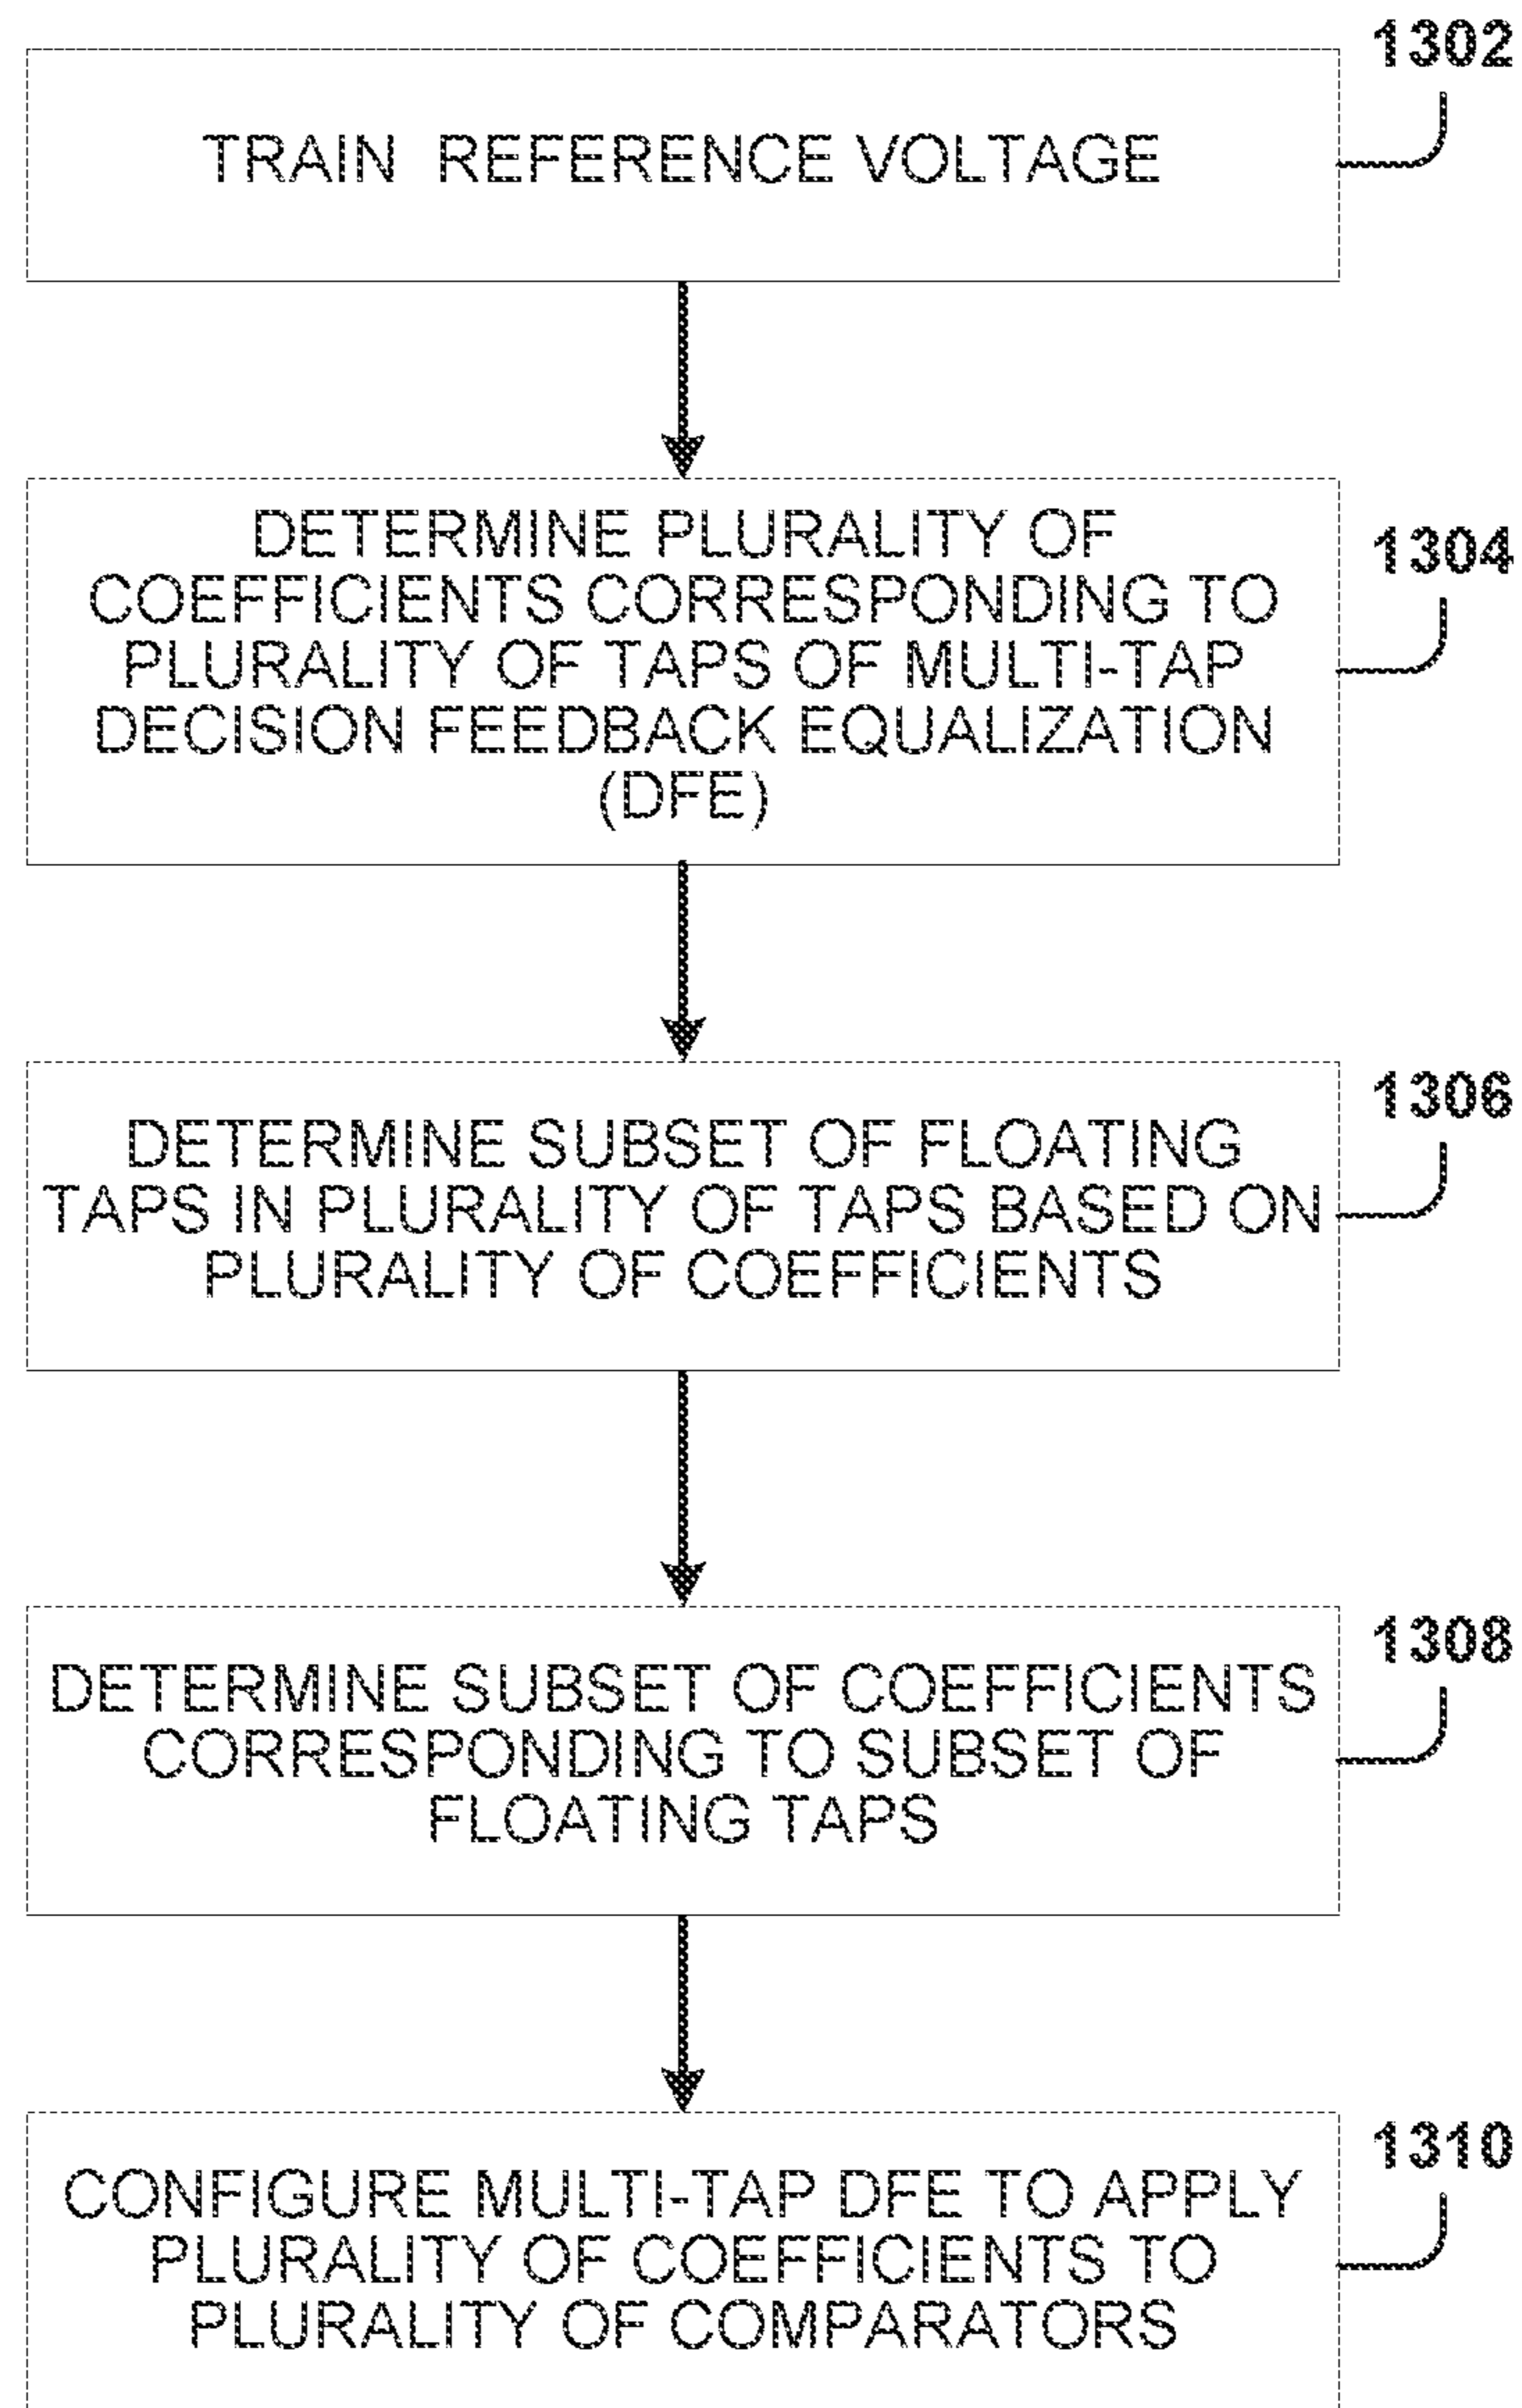 1302
TRAIN REFERENCE VOLTAGE
DETERMINE PLURALITY OF
COEFFICIENTS CORRESPONDING TO
PLURALITY OF TAPS OF MULTI-TAP
DECISION FEEDBACK EQUALIZATION
(DFE)
1304
DETERMINE SUBSET OF FLOATING
TAPS IN PLURALITY OF TAPS BASED ON
PLURALITY OF COEFFICIENTS
1306
DETERMINE SUBSET OF COEFFICIENTS
CORRESPONDING TO SUBSET OF
FLOATING TAPS
1308
CONFIGURE MULTI-TAP DFE TO APPLY
PLURALITY OF COEFFICIENTS TO
PLURALITY OF COMPARATORS
1310